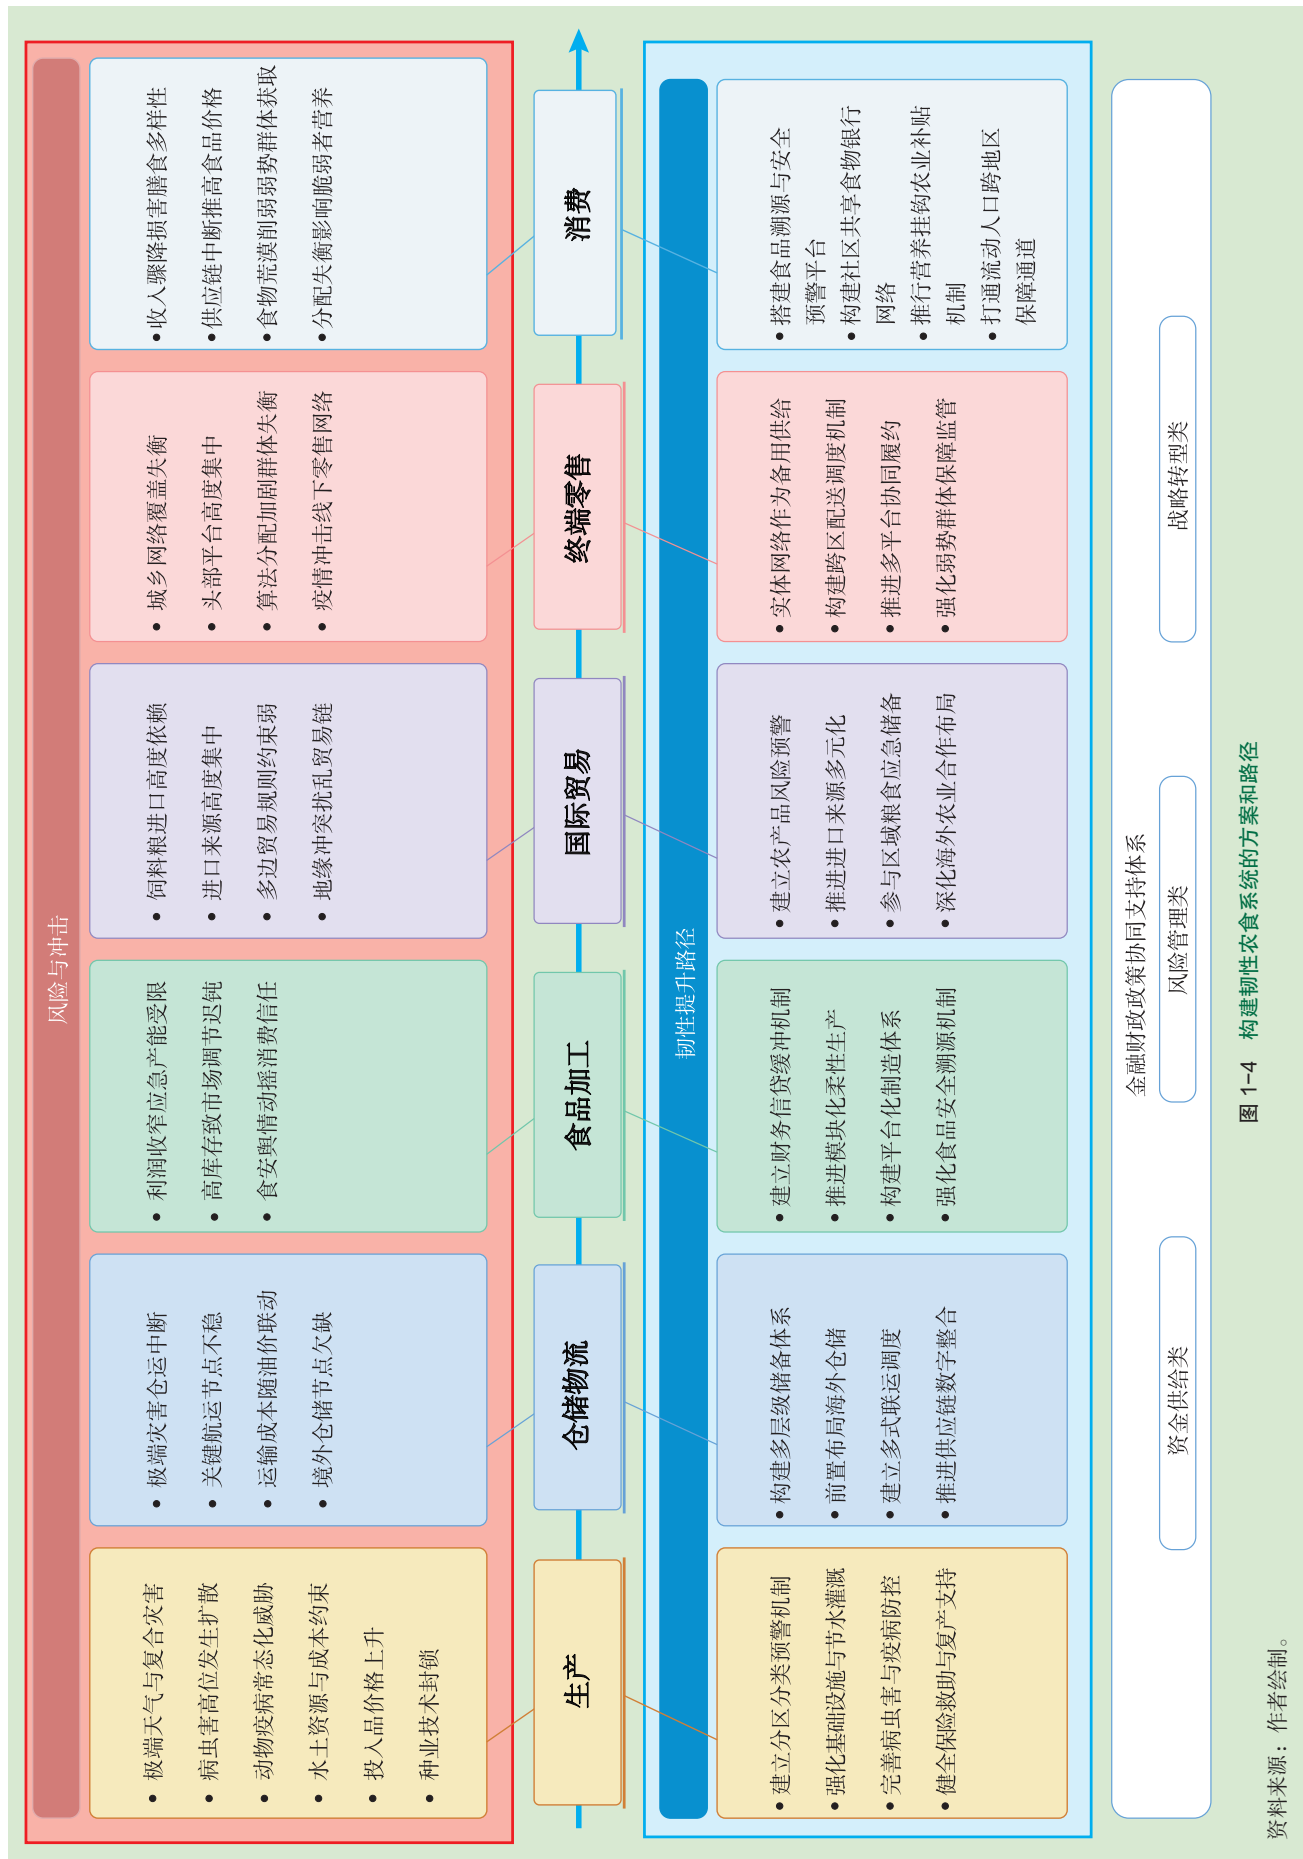 风险与冲击
• 极端天气与复合灾害
• 病虫害高位发生扩散
• 动物疫病常态化威胁
• 水土资源与成本约束
• 投入品价格上升
• 种业技术封锁
• 极端灾害仓运中断
• 关键航运节点不稳
• 运输成本随油价联动
• 境外仓储节点欠缺
• 利润收窄应急产能受限
• 高库存致市场调节迟钝
• 食安舆情动摇消费信任
• 饲料粮进口高度依赖
• 进口来源高度集中
• 多边贸易规则约束弱
• 地缘冲突扰乱贸易链
• 城乡网络覆盖失衡
• 头部平台高度集中
• 算法分配加剧群体失衡
• 疫情冲击线下零售网络
• 收入骤降损害膳食多样性
• 供应链中断推高食品价格
• 食物荒漠削弱弱势群体获取
• 分配失衡影响脆弱者营养
生产
仓储物流
食品加工
国际贸易
终端零售
消费
韧性提升路径
• 建立分区分类预警机制
• 强化基础设施与节水灌溉
• 完善病虫害与疫病防控
• 健全保险救助与复产支持
• 构建多层级储备体系
• 前置布局海外仓储
• 建立多式联运调度
• 推进供应链数字整合
• 建立财务信贷缓冲机制
• 推进模块化柔性生产
• 构建平台化制造体系
• 强化食品安全溯源机制
• 建立农产品风险预警
• 推进进口来源多元化
• 参与区域粮食应急储备
• 深化海外农业合作布局
• 实体网络作为备用供给
• 构建跨区配送调度机制
• 推进多平台协同履约
• 强化弱势群体保障监管
• 搭建食品溯源与安全
预警平台
• 构建社区共享食物银行
网络
• 推行营养挂钩农业补贴
机制
• 打通流动人口跨地区
保障通道
金融财政政策协同支持体系
资金供给类
风险管理类
战略转型类
图 1-4 构建韧性农食系统的方案和路径
资料来源：作者绘制。